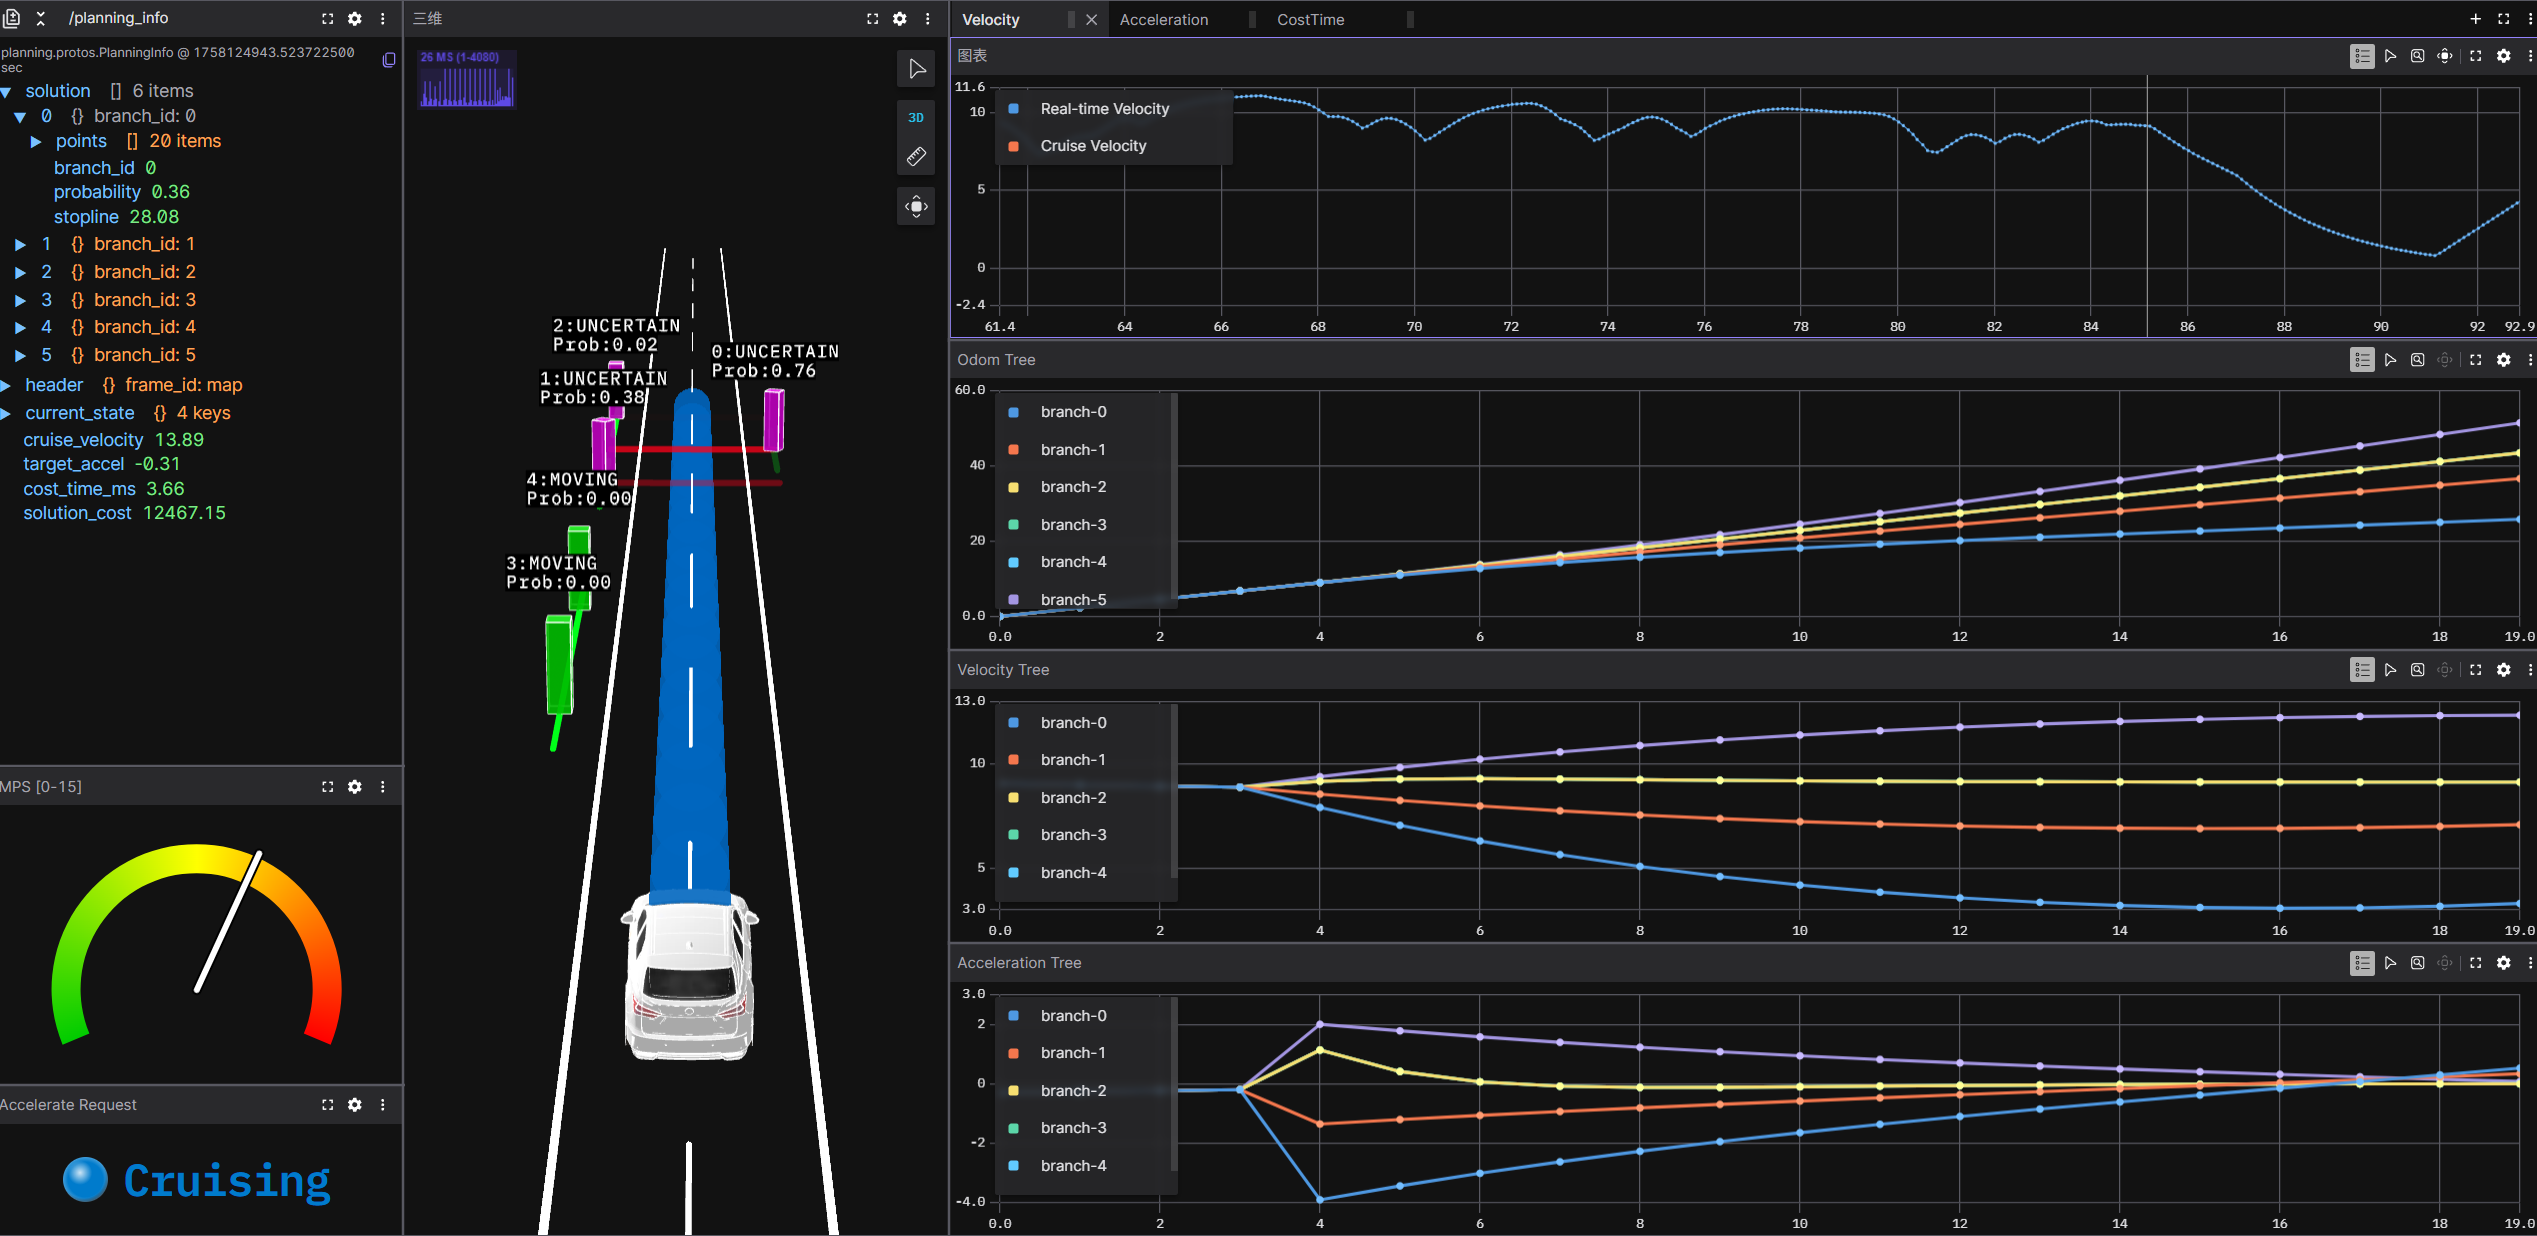 /planning_info
planning.protos.PlanningInfo @ 1758124943.523722500
sec
solution [] 6 items
0 {} branch_id: 0
points [] 20 items
branch_id 0
probability 0.36
stopline 28.08
1 {} branch_id: 1
2 {} branch_id: 2
3 {} branch_id: 3
4 {} branch_id: 4
5 {} branch_id: 5
header {} frame_id: map
current_state {} 4 keys
cruise_velocity 13.89
target_accel -0.31
cost_time_ms 3.66
solution_cost 12467.15
MPS [0-15]
Accelerate Request
Cruising
三维
26 MS (1-4080)
3D
2:UNCERTAIN
Prob:0.02
0:UNCERTAIN
Prob:0.76
1:UNCERTAIN
Prob:0.38
4:MOVING
Prob:0.00
3:MOVING
Prob:0.00
Velocity
Acceleration
CostTime
图表
Real-time Velocity
Cruise Velocity
11.6
10
5
0
-2.4
61.4 64 66 68 70 72 74 76 78 80 82 84 86 88 90 92 92.9
Odom Tree
branch-0
branch-1
branch-2
branch-3
branch-4
branch-5
60.0
40
20
0.0
0.0 2 4 6 8 10 12 14 16 18 19.0
Velocity Tree
branch-0
branch-1
branch-2
branch-3
branch-4
13.0
10
5
3.0
0.0 2 4 6 8 10 12 14 16 18 19.0
Acceleration Tree
branch-0
branch-1
branch-2
branch-3
branch-4
3.0
2
0
-2
-4.0
0.0 2 4 6 8 10 12 14 16 18 19.0